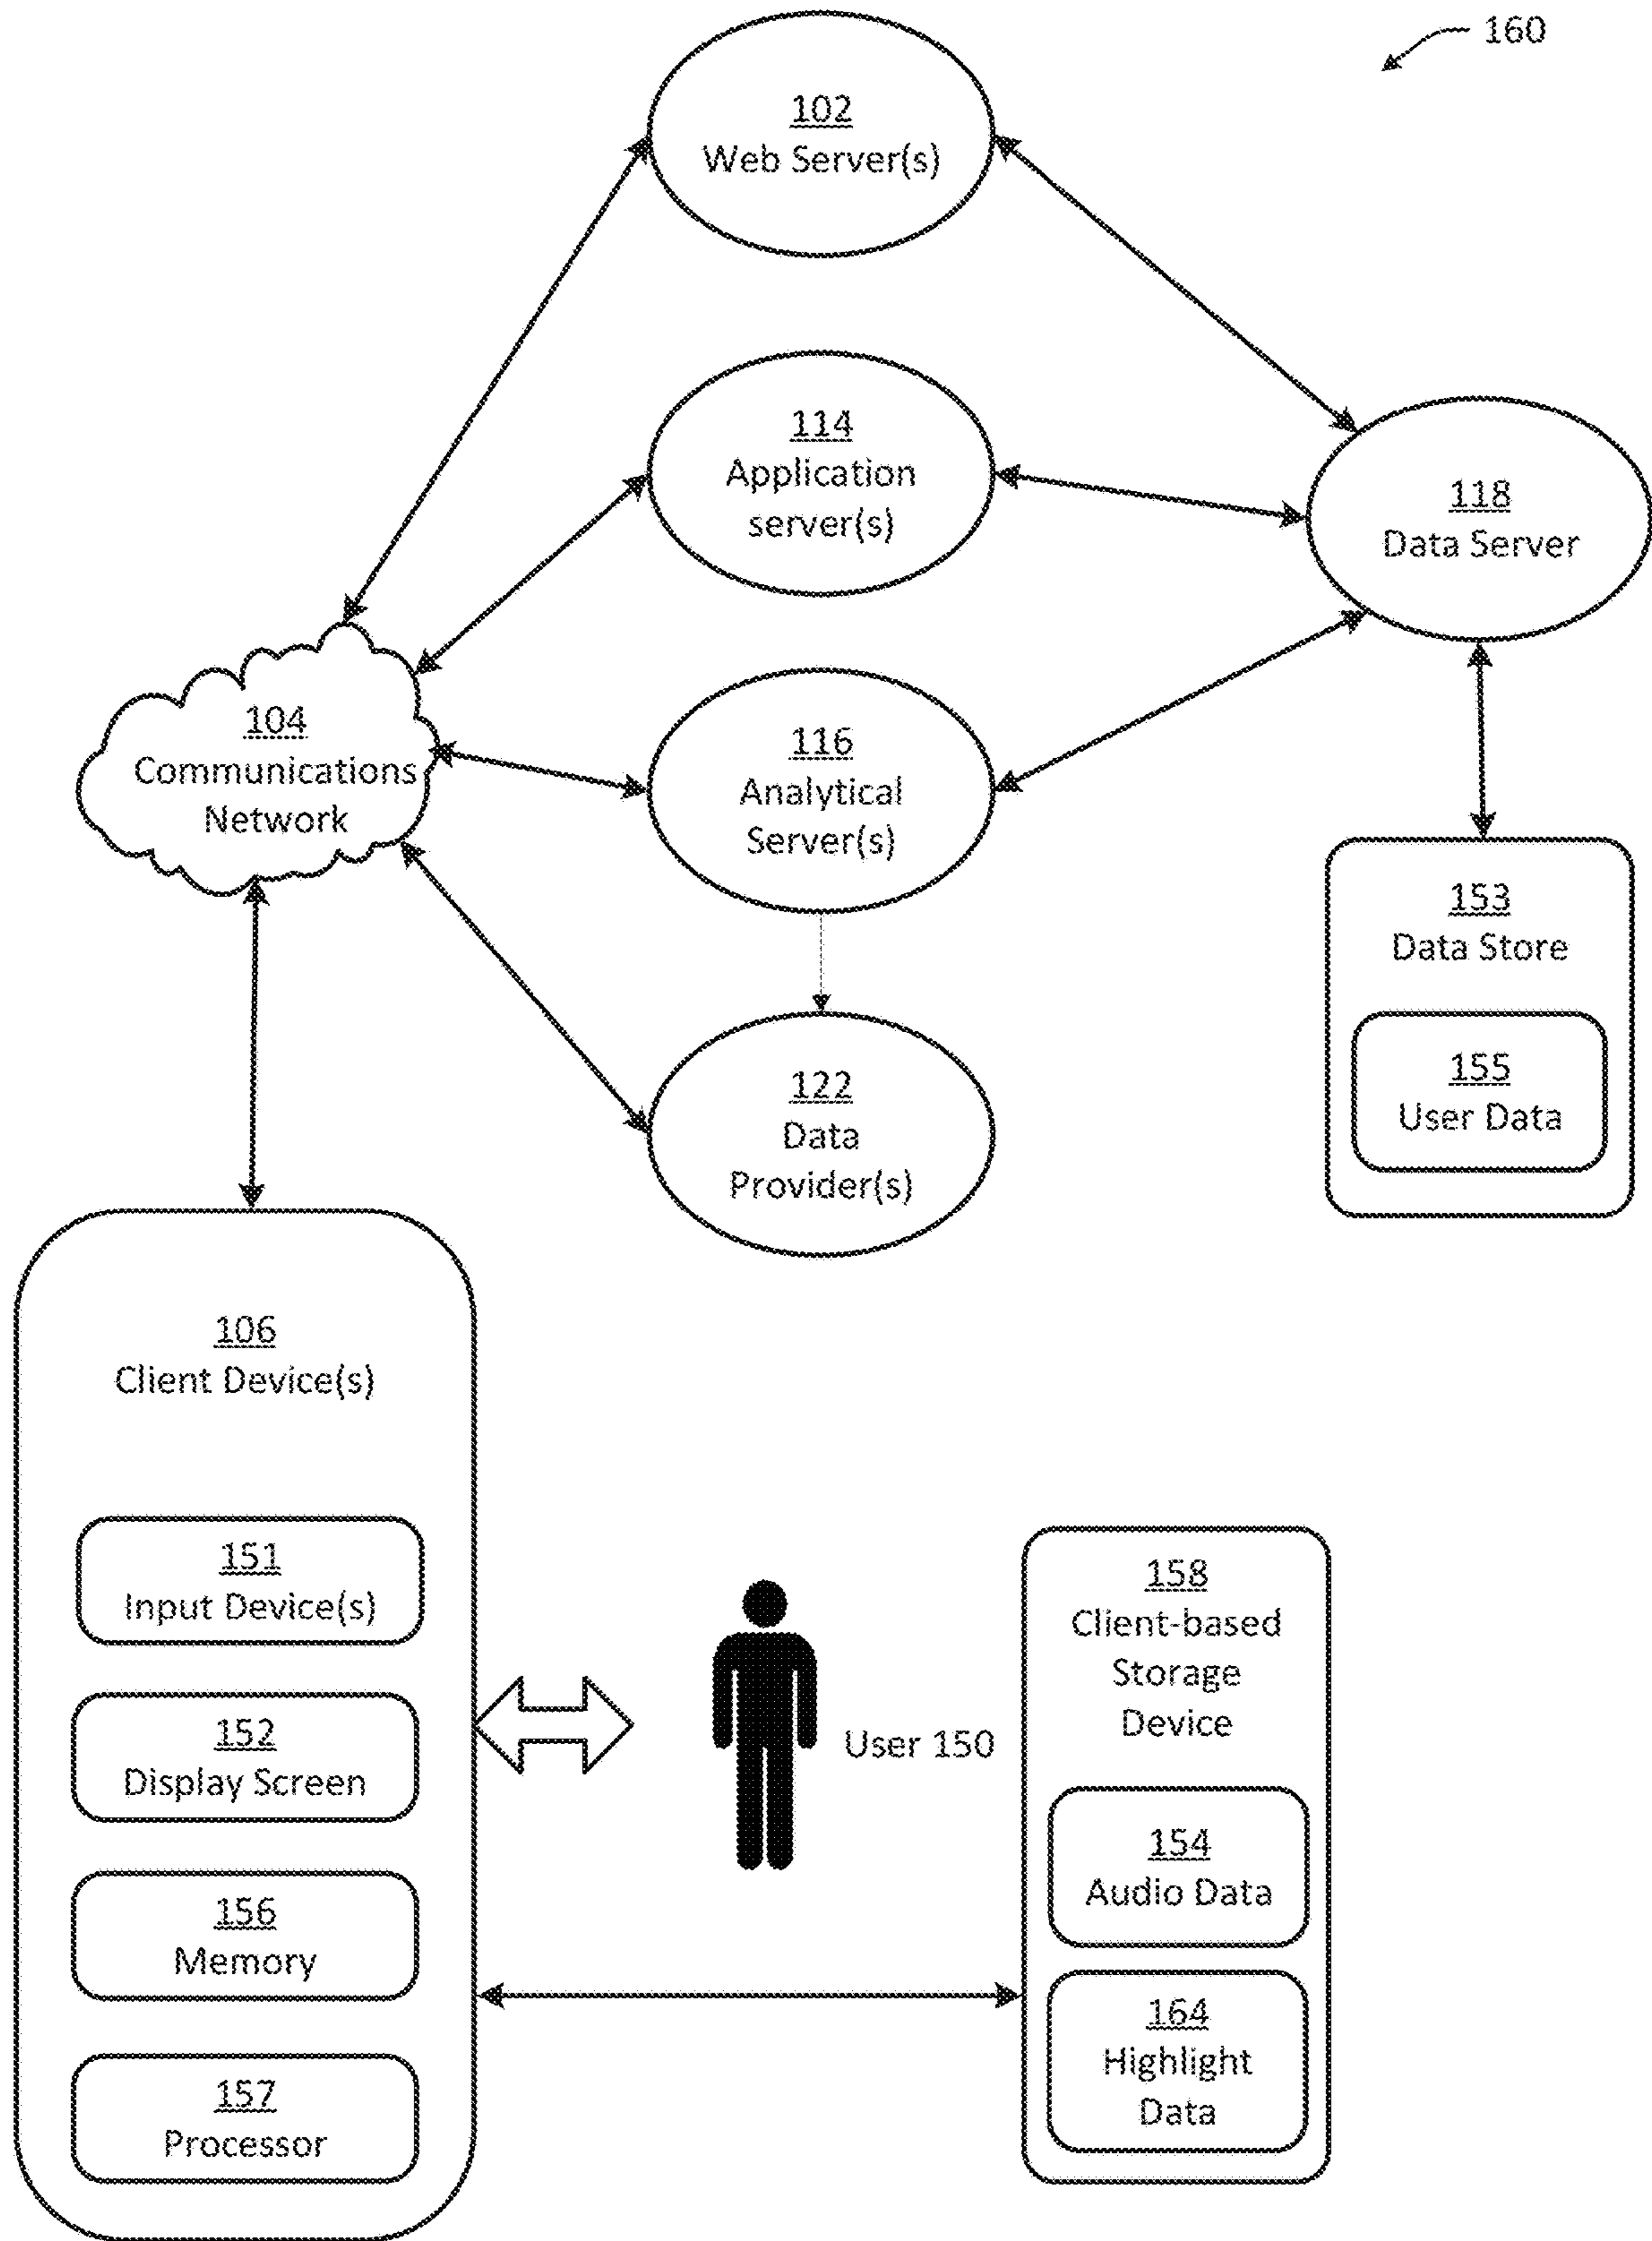 160
102
Web Server(s)
114
Application
server(s)
118
Data Server
104
Communications
Network
116
Analytical
Server(s)
153
Data Store
155
User Data
122
Data
Provider(s)
106
Client Device(s)
151
Input Device(s)
152
Display Screen
156
Memory
157
Processor
User 150
158
Client-based
Storage
Device
154
Audio Data
164
Highlight
Data